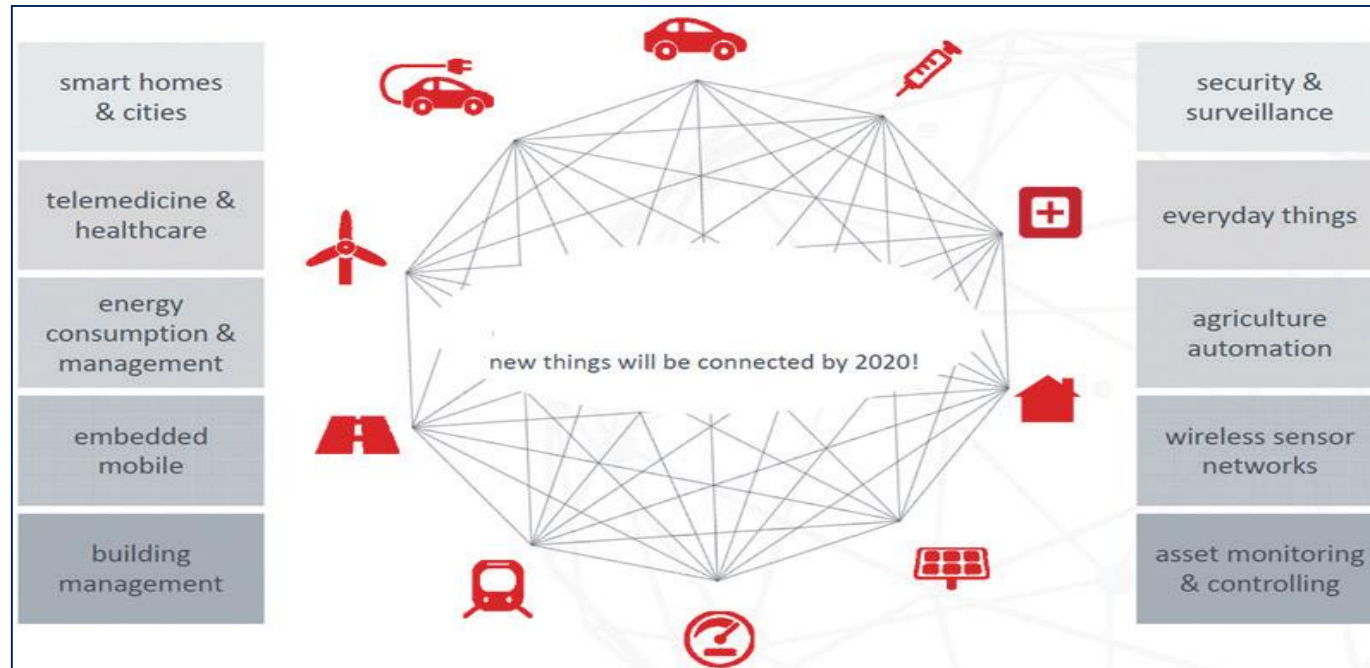 smart homes
& cities
telemedicine &
healthcare
energy
consumption &
management
embedded
mobile
building
management
new things will be connected by 2020!
security &
surveillance
everyday things
agriculture
automation
wireless sensor
networks
asset monitoring
& controlling